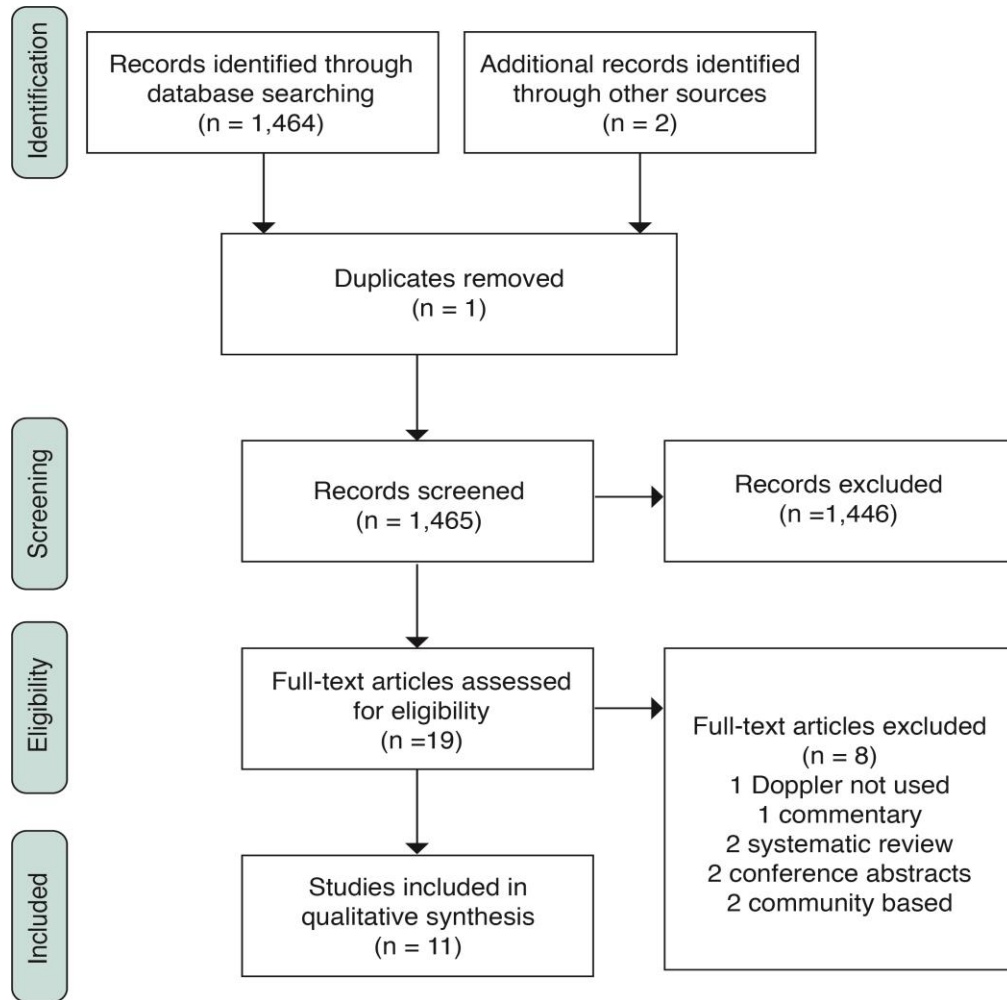 Identification
Records identified through
database searching
(n = 1,464)
Additional records identified
through other sources
(n = 2)
Duplicates removed
(n = 1)
Screening
Records screened
(n = 1,465)
Records excluded
(n =1,446)
Eligibility
Full-text articles assessed
for eligibility
(n =19)
Full-text articles excluded
(n = 8)
1 Doppler not used
1 commentary
2 systematic review
2 conference abstracts
2 community based
Included
Studies included in
qualitative synthesis
(n = 11)